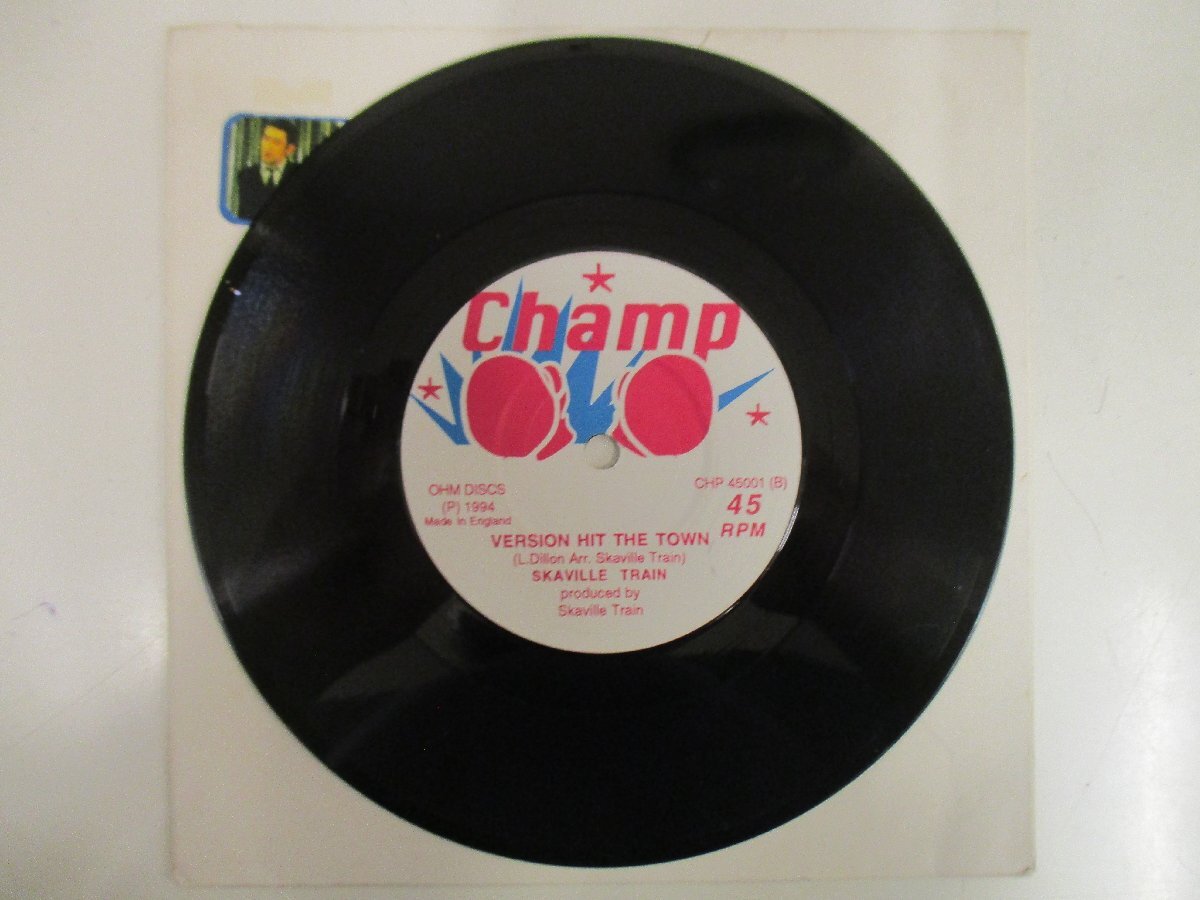 Champ
OHM DISCS
(P) 1994
Made in England
CHP 45001 (B)
45
RPM
VERSION HIT THE TOWN
(L.Dillon Arr. Skaville Train)
SKAVILLE TRAIN
produced by
Skaville Train